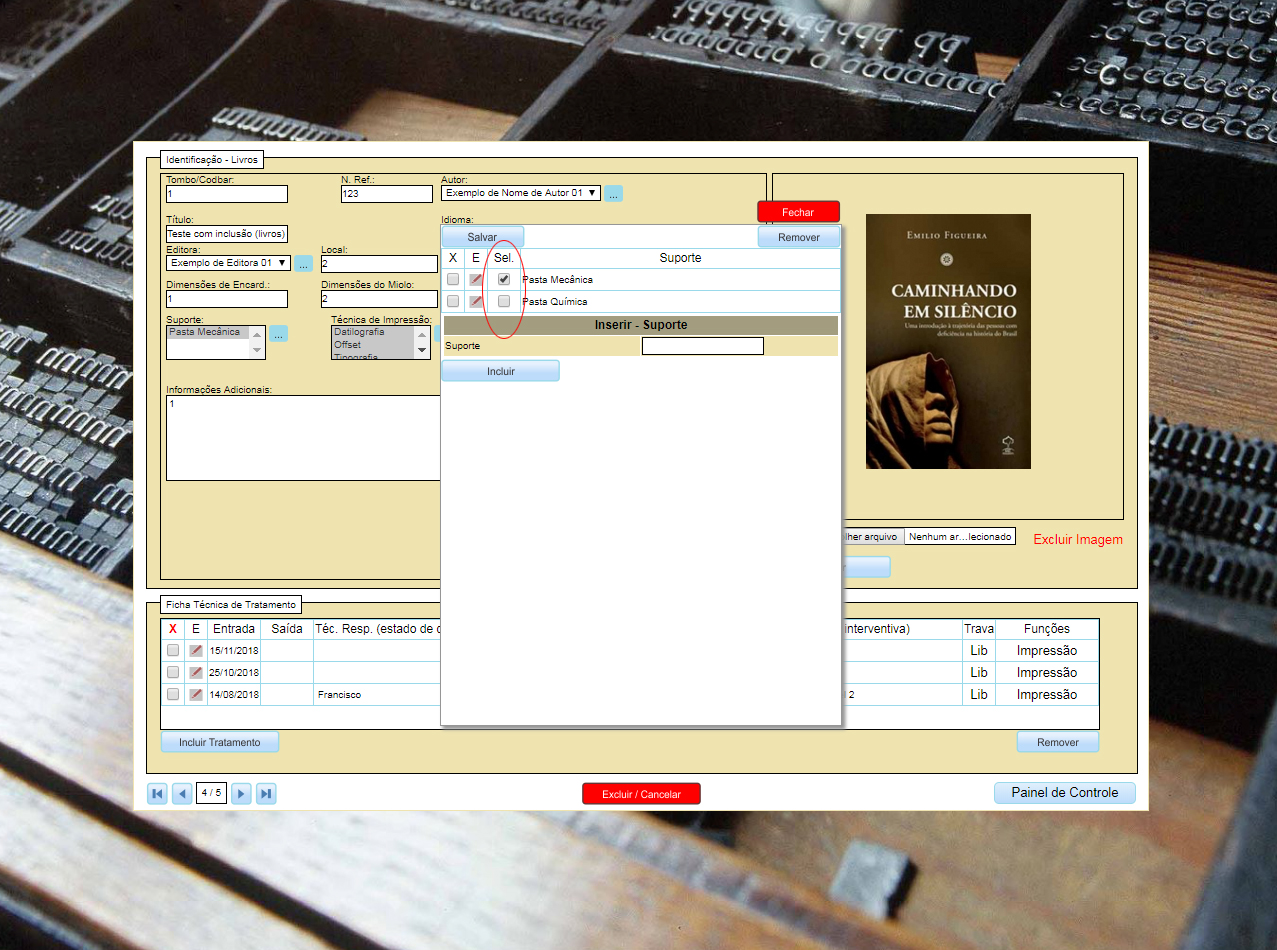 Identificação - Livros
Tombo/Codbar:
N. Ref.:
Autor:
1
123
Exemplo de Nome de Autor 01
...
Fechar
Título:
Idioma:
Teste com inclusão (livros)
Salvar
Remover
Editora:
Local:
Exemplo de Editora 01
...
2
X
E
Sel.
Suporte
Pasta Mecânica
Pasta Química
Dimensões de Encard.:
Dimensões do Miolo:
1
2
Suporte:
Técnica de Impressão:
Pasta Mecânica
...
Datilografia
Offset
Tipografia
Inserir - Suporte
Suporte
Incluir
Informações Adicionais:
1
EMILIO FIGUEIRA
CAMINHANDO
EM SILÊNCIO
Uma introdução à trajetória das pessoas com
deficiência na história do Brasil
lher arquivo
Nenhum ar...lecionado
Excluir Imagem
Ficha Técnica de Tratamento
X
E
Entrada
Saída
Téc. Resp. (estado de c
interventiva)
Trava
Funções
15/11/2018
Lib
Impressão
25/10/2018
Lib
Impressão
14/08/2018
Francisco
2
Lib
Impressão
Incluir Tratamento
Remover
4 / 5
Excluir / Cancelar
Painel de Controle